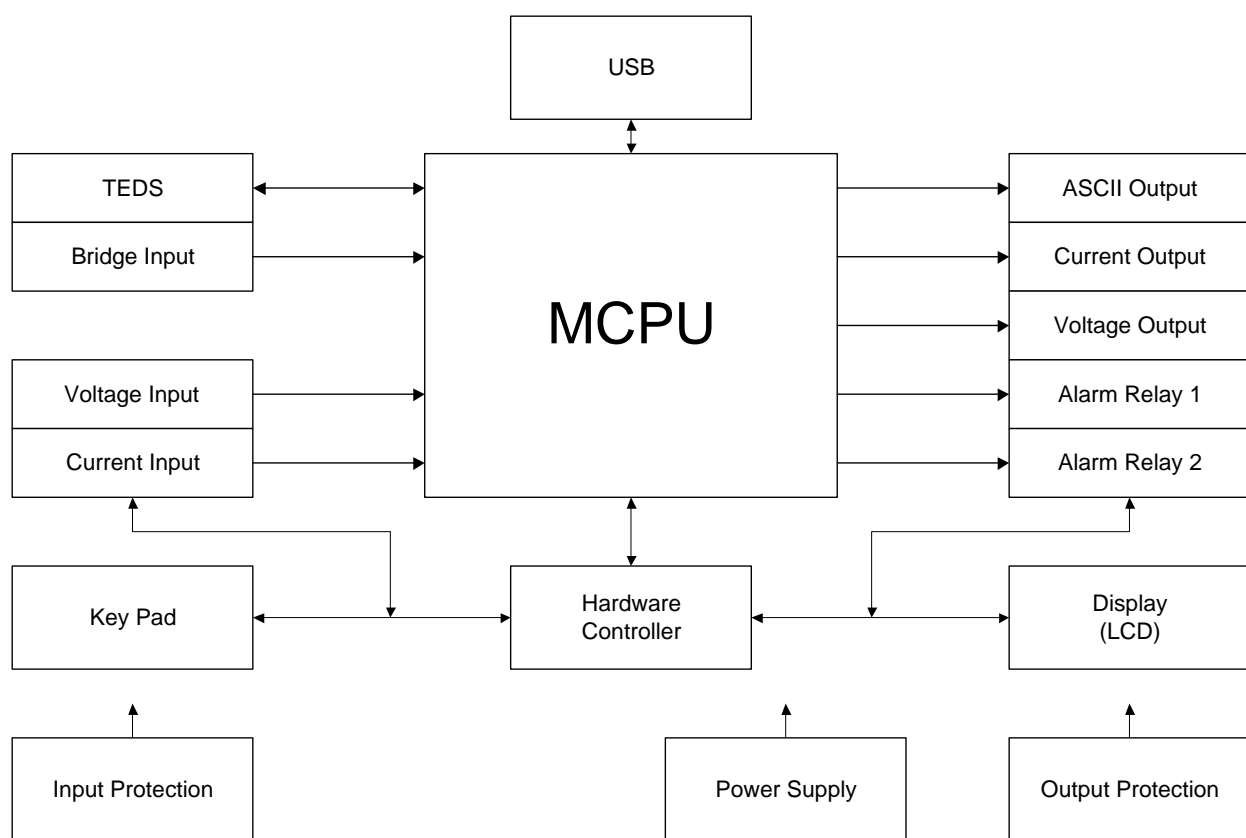 USB
TEDS
Bridge Input
Voltage Input
Current Input
MCPU
ASCII Output
Current Output
Voltage Output
Alarm Relay 1
Alarm Relay 2
Key Pad
Hardware
Controller
Display
(LCD)
Input Protection
Power Supply
Output Protection